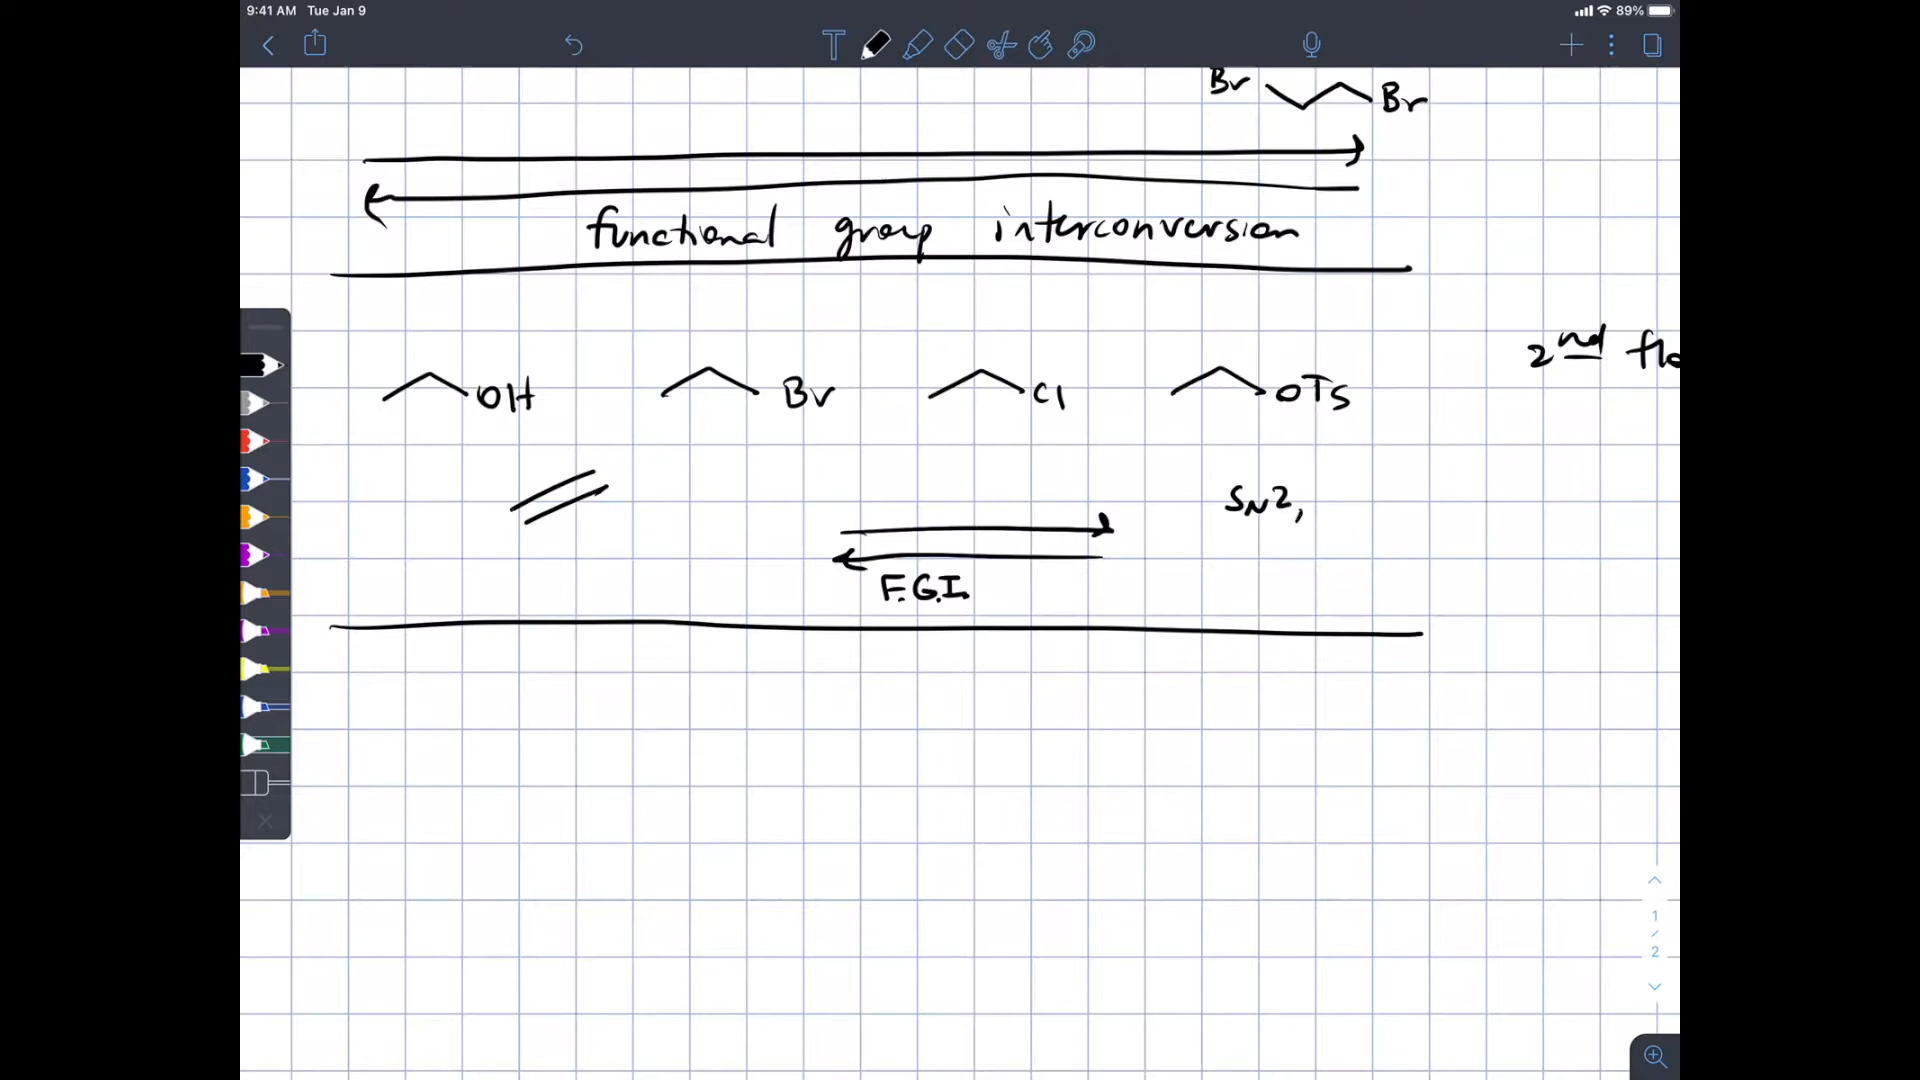 9:41 AM Tue Jan 9
89%
Br Br
functional group interconversion
2nd flo
OH Br Cl OTs
SN2,
F.G.I.
1
/
2